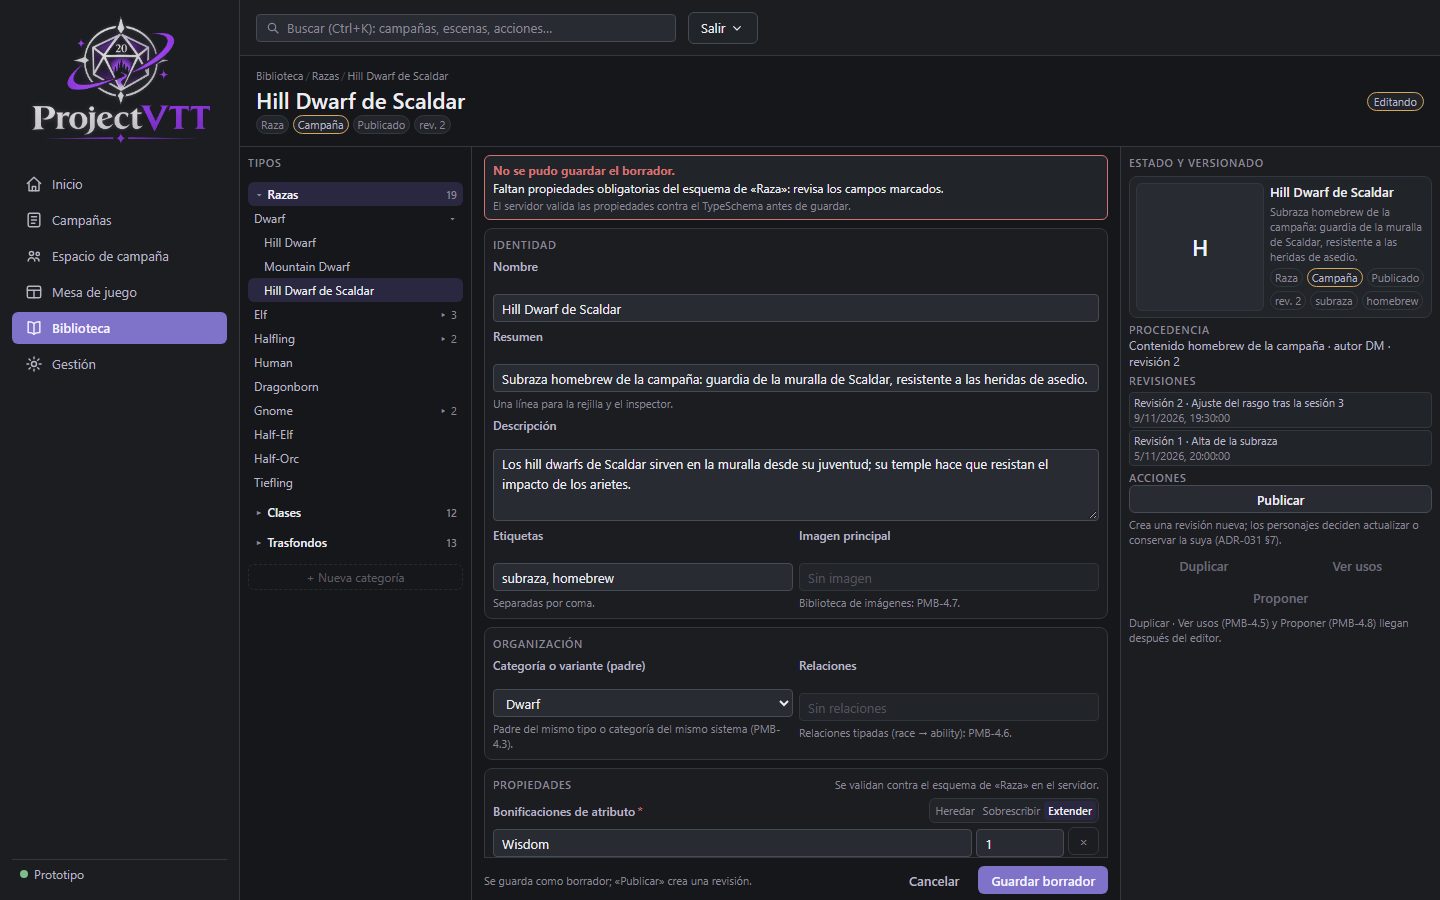 20
ProjectVTT
Inicio
Campañas
Espacio de campaña
Mesa de juego
Biblioteca
Gestión
Prototipo
Buscar (Ctrl+K): campañas, escenas, acciones...
Salir
Biblioteca / Razas / Hill Dwarf de Scaldar
Hill Dwarf de Scaldar
Raza Campaña Publicado rev. 2
Editando
TIPOS
Razas 19
Dwarf
Hill Dwarf
Mountain Dwarf
Hill Dwarf de Scaldar
Elf 3
Halfling 2
Human
Dragonborn
Gnome 2
Half-Elf
Half-Orc
Tiefling
Clases 12
Trasfondos 13
+ Nueva categoría
No se pudo guardar el borrador.
Faltan propiedades obligatorias del esquema de «Raza»: revisa los campos marcados.
El servidor valida las propiedades contra el TypeSchema antes de guardar.
IDENTIDAD
Nombre
Hill Dwarf de Scaldar
Resumen
Subraza homebrew de la campaña: guardia de la muralla de Scaldar, resistente a las heridas de asedio.
Una línea para la rejilla y el inspector.
Descripción
Los hill dwarfs de Scaldar sirven en la muralla desde su juventud; su temple hace que resistan el
impacto de los arietes.
Etiquetas Imagen principal
subraza, homebrew Sin imagen
Separadas por coma. Biblioteca de imágenes: PMB-4.7.
ORGANIZACIÓN
Categoría o variante (padre) Relaciones
Dwarf Sin relaciones
Padre del mismo tipo o categoría del mismo sistema (PMB-
4.3).
Relaciones tipadas (race → ability): PMB-4.6.
PROPIEDADES Se validan contra el esquema de «Raza» en el servidor.
Bonificaciones de atributo * Heredar Sobrescribir Extender
Wisdom 1 ×
Se guarda como borrador; «Publicar» crea una revisión. Cancelar Guardar borrador
ESTADO Y VERSIONADO
H
Hill Dwarf de Scaldar
Subraza homebrew de la
campaña: guardia de la muralla
de Scaldar, resistente a las
heridas de asedio.
Raza Campaña Publicado
rev. 2 subraza homebrew
PROCEDENCIA
Contenido homebrew de la campaña · autor DM ·
revisión 2
REVISIONES
Revisión 2 · Ajuste del rasgo tras la sesión 3
9/11/2026, 19:30:00
Revisión 1 · Alta de la subraza
5/11/2026, 20:00:00
ACCIONES
Publicar
Crea una revisión nueva; los personajes deciden actualizar o
conservar la suya (ADR-031 §7).
Duplicar Ver usos
Proponer
Duplicar · Ver usos (PMB-4.5) y Proponer (PMB-4.8) llegan
después del editor.